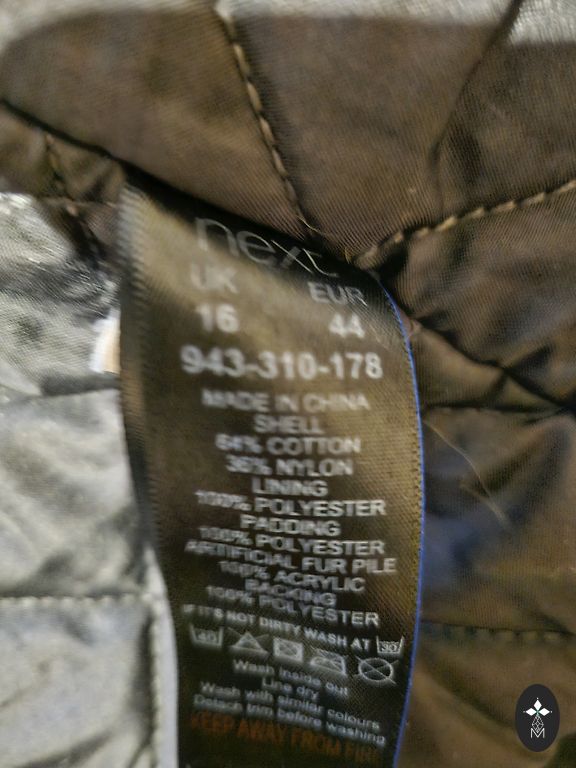 next
UK EUR
16 44
943-310-178
MADE IN CHINA
SHELL
64% COTTON
36% NYLON
LINING
100% POLYESTER
PADDING
100% POLYESTER
ARTIFICIAL FUR PILE
100% ACRYLIC
BACKING
100% POLYESTER
IF IT'S NOT DIRTY WASH AT 30
40
Wash inside out
Line dry
Wash with similar colours
Detach trim before washing
KEEP AWAY FROM FIRE
M